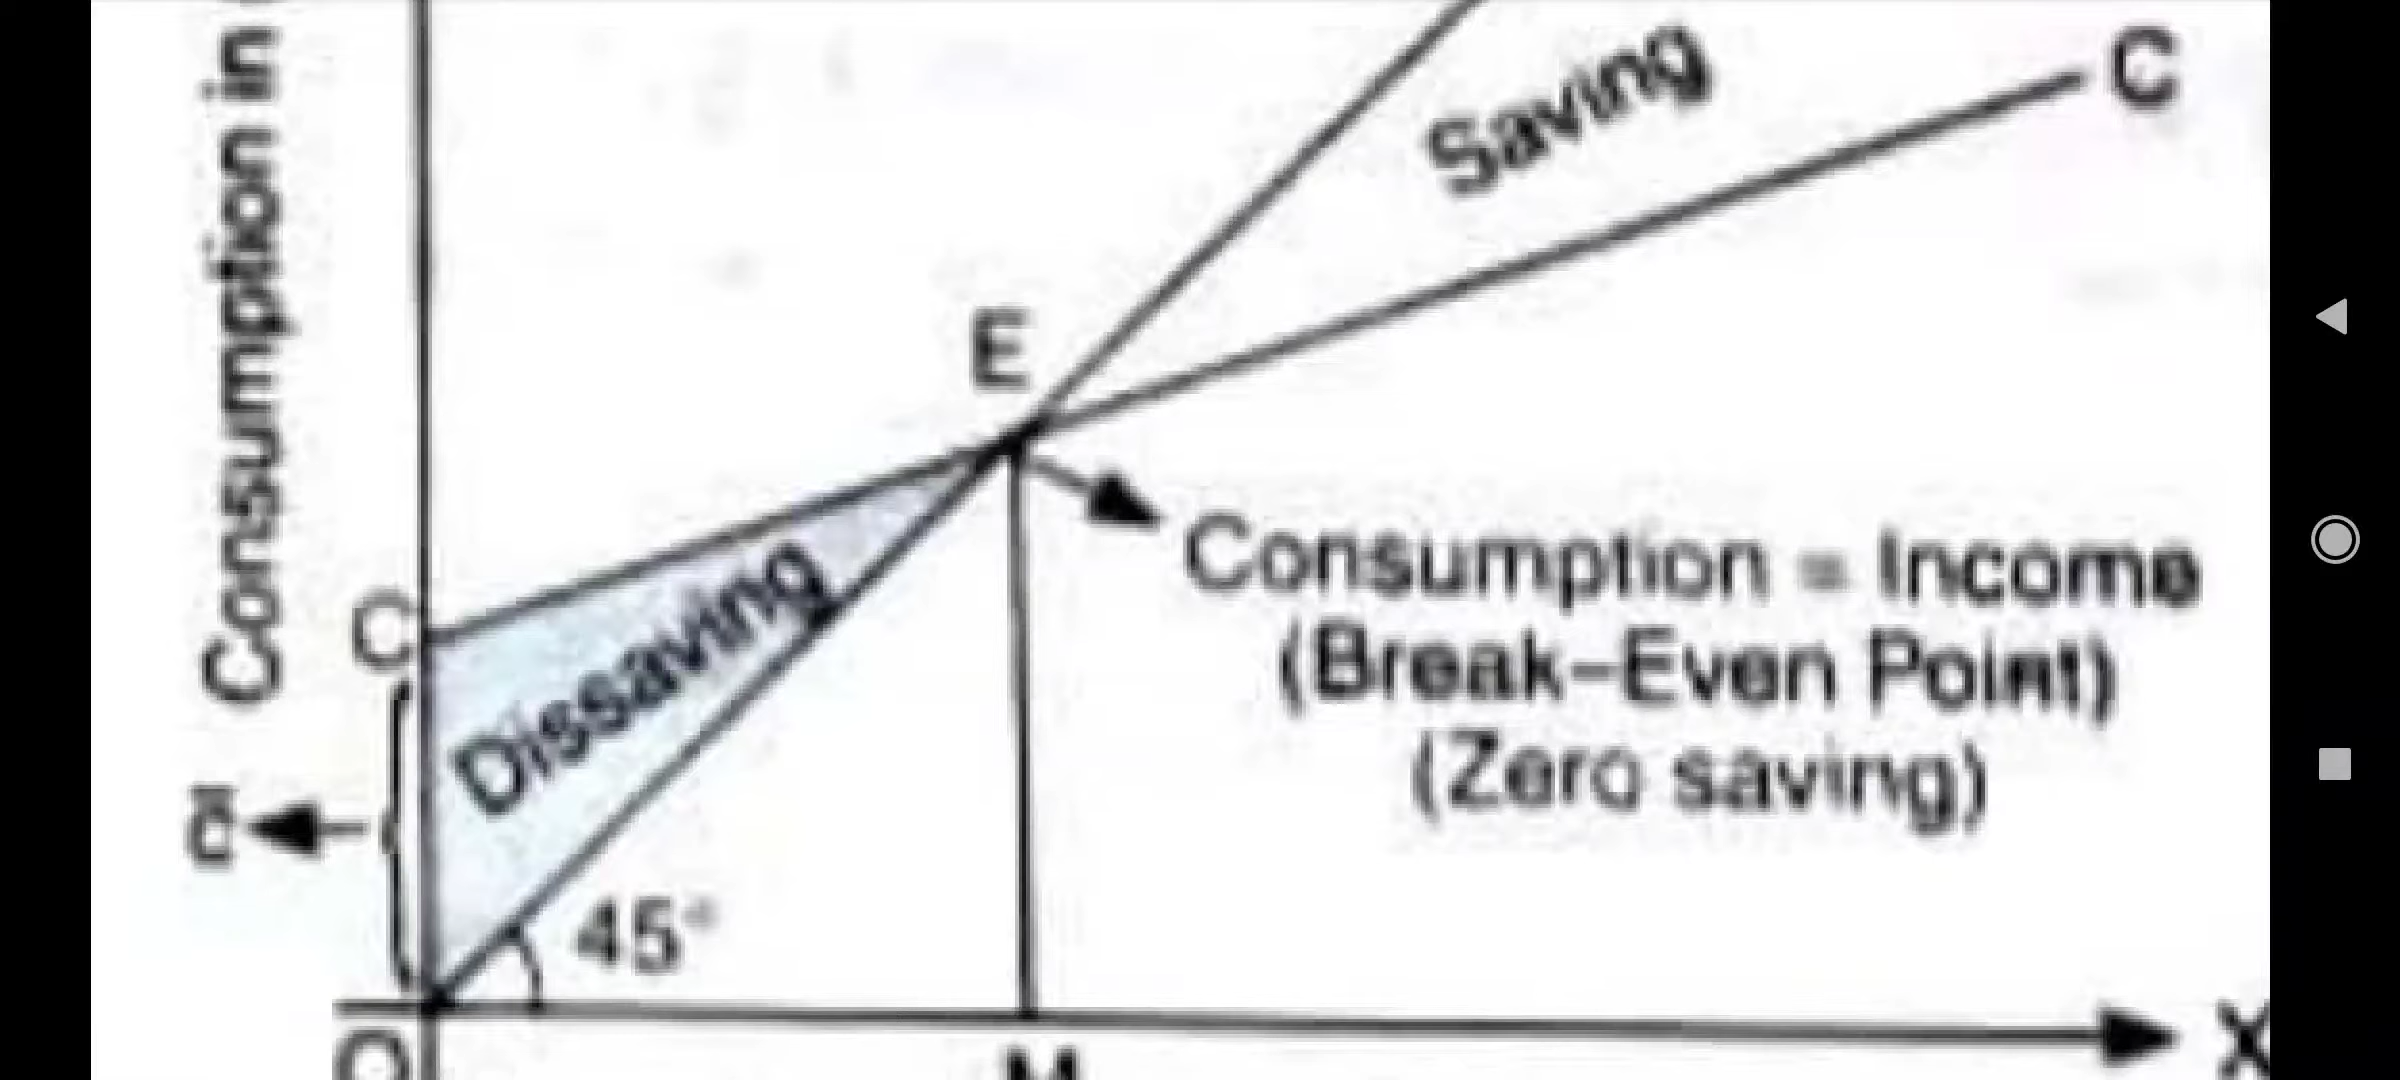 Consumption in
Saving
C
E
Consumption = Income
(Break–Even Point)
(Zero saving)
C
Dissaving
45°
O
M
X